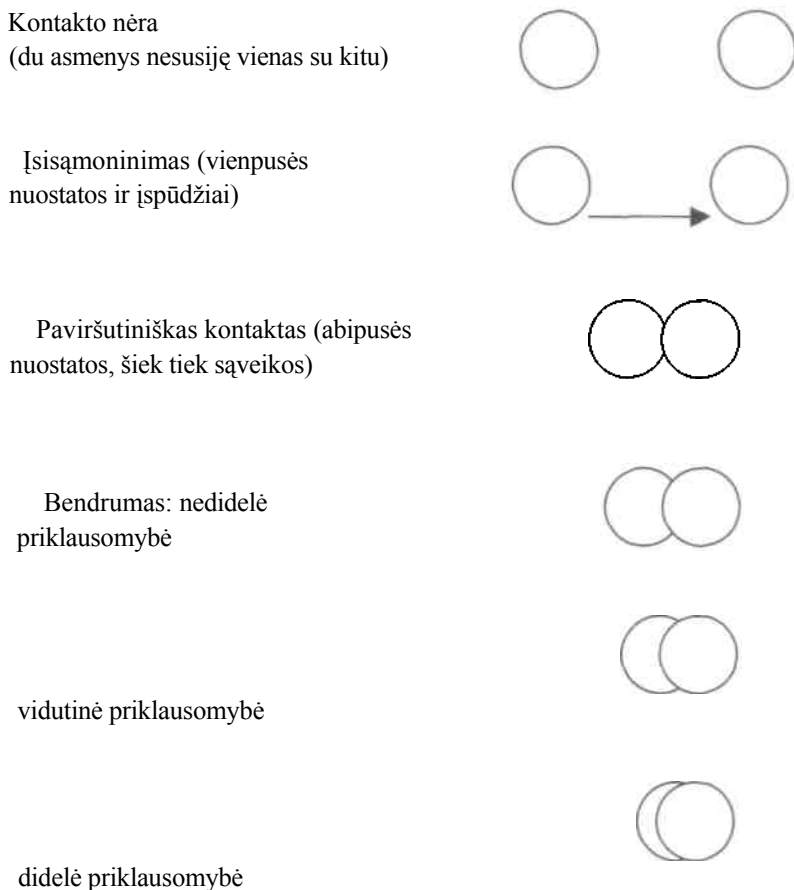 Kontakto nėra
(du asmenys nesusiję vienas su kitu)
Įsisąmoninimas (vienpusės
nuostatos ir įspūdžiai)
Paviršutiniškas kontaktas (abipusės
nuostatos, šiek tiek sąveikos)
Bendrumas: nedidelė
priklausomybė
vidutinė priklausomybė
didelė priklausomybė